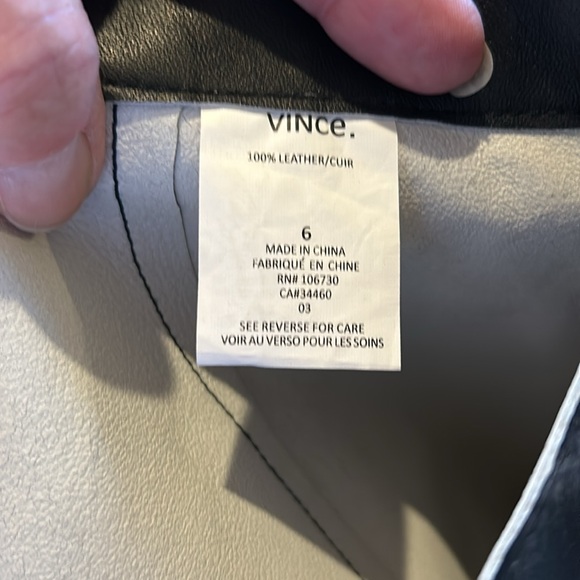 VINce.
100% LEATHER/CUIR
6
MADE IN CHINA
FABRIQUÉ EN CHINE
RN# 106730
CA#34460
03
SEE REVERSE FOR CARE
VOIR AU VERSO POUR LES SOINS